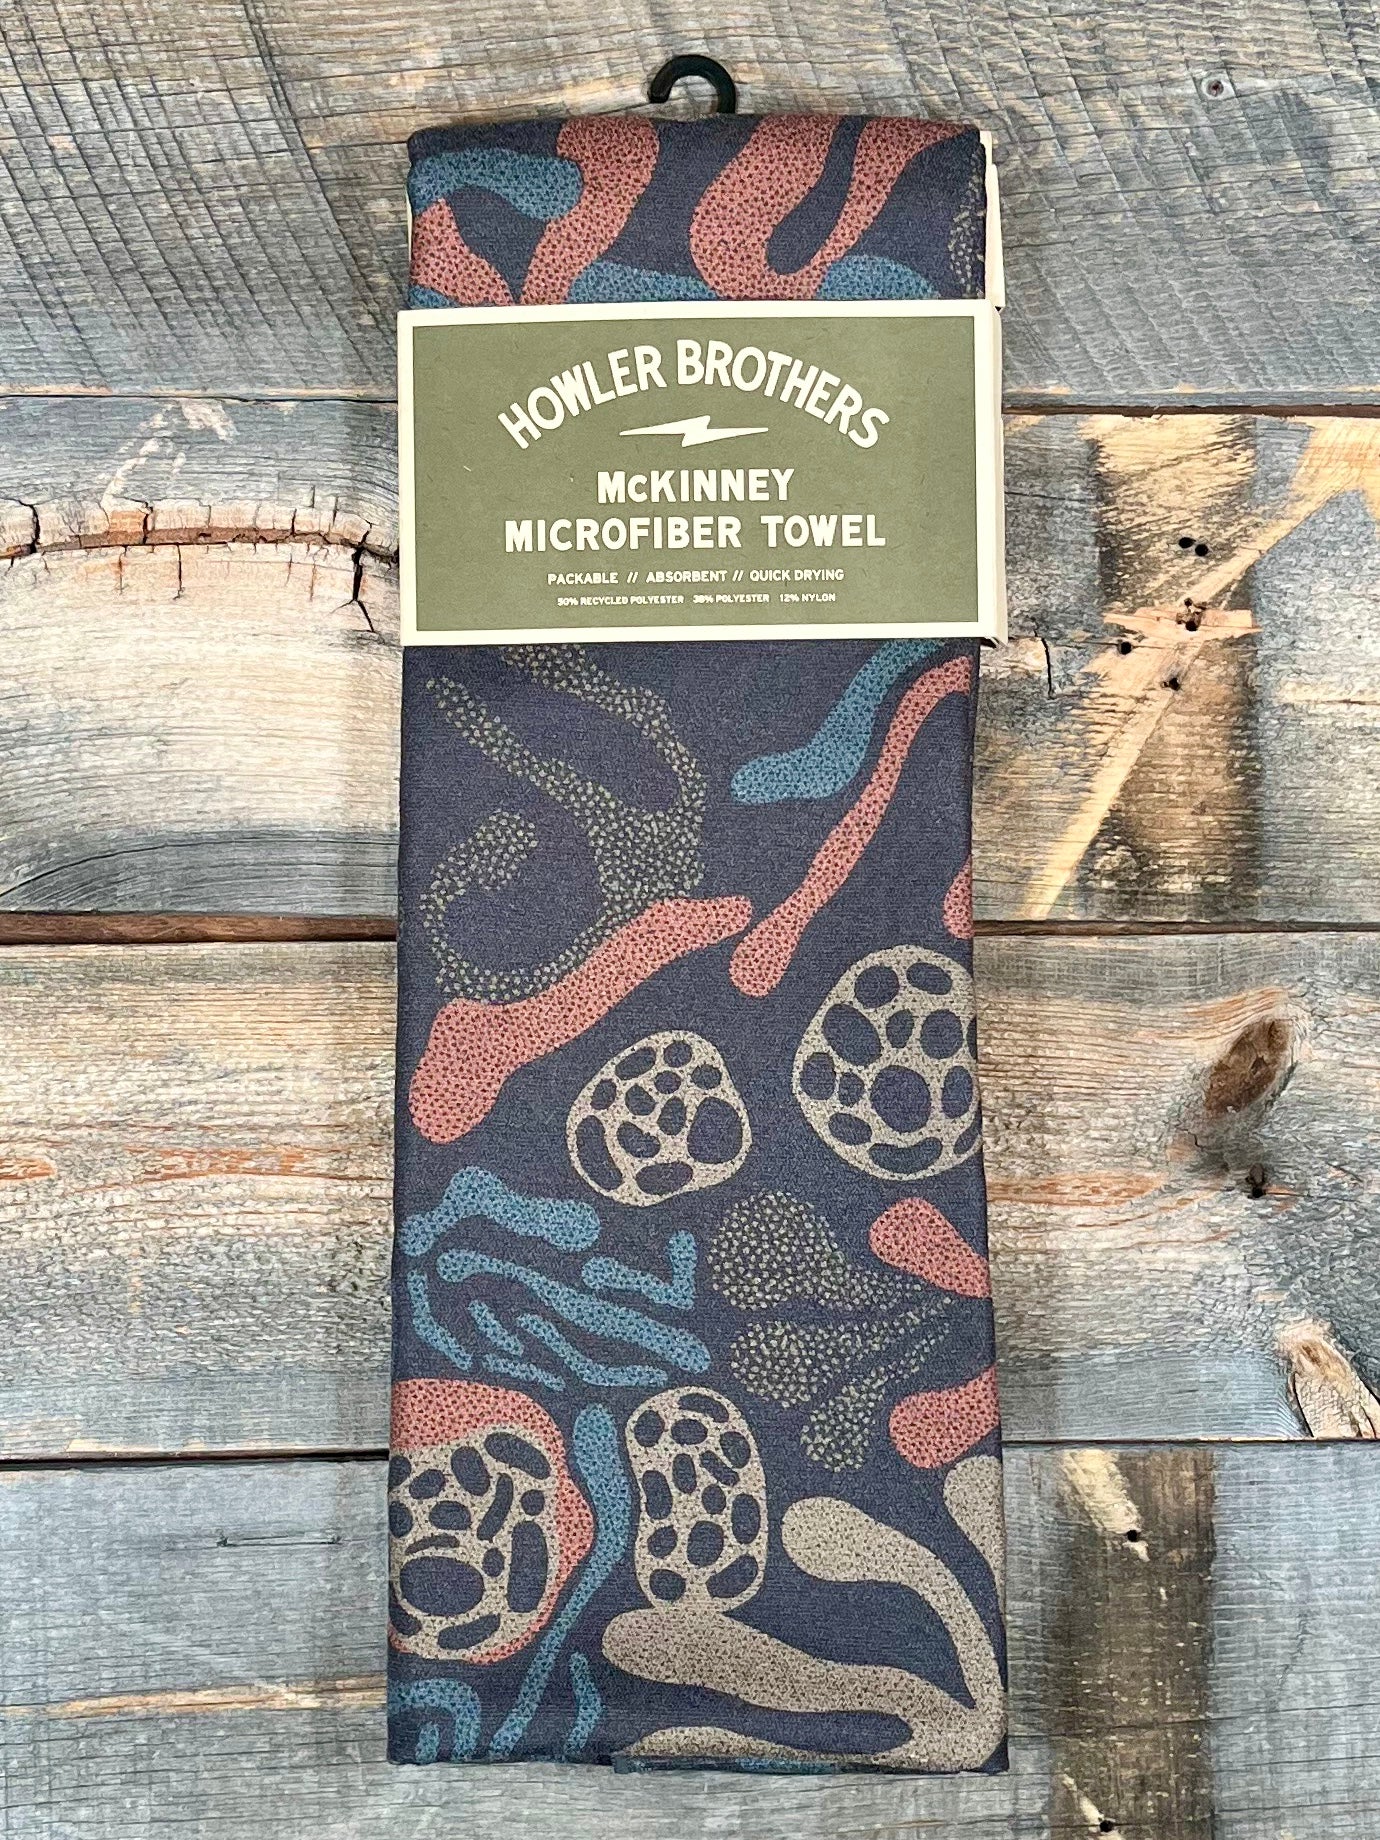 HOWLER BROTHERS
McKINNEY
MICROFIBER TOWEL
PACKABLE // ABSORBENT // QUICK DRYING
50% RECYCLED POLYESTER 38% POLYESTER 12% NYLON